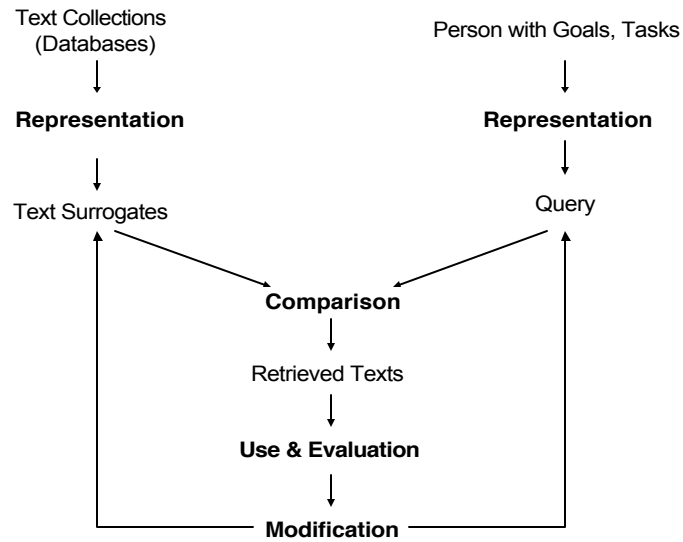 Text Collections
(Databases)
Person with Goals, Tasks
Representation
Representation
Text Surrogates
Query
Comparison
Retrieved Texts
Use & Evaluation
Modification